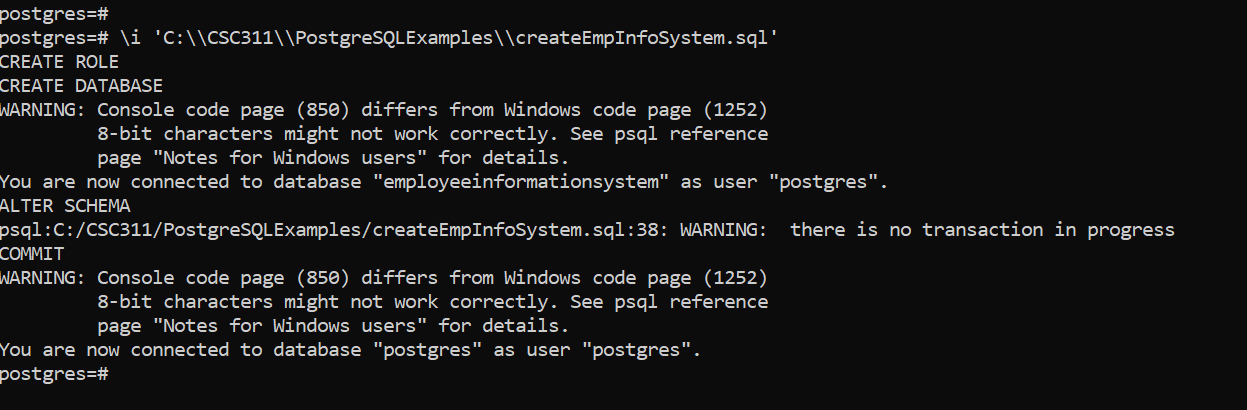 postgres=#
postgres=# \i 'C:\\CSC311\\PostgreSQLExamples\\createEmpInfoSystem.sql'
CREATE ROLE
CREATE DATABASE
WARNING: Console code page (850) differs from Windows code page (1252)
         8-bit characters might not work correctly. See psql reference
         page "Notes for Windows users" for details.
You are now connected to database "employeeinformationsystem" as user "postgres".
ALTER SCHEMA
psql:C:/CSC311/PostgreSQLExamples/createEmpInfoSystem.sql:38: WARNING:  there is no transaction in progress
COMMIT
WARNING: Console code page (850) differs from Windows code page (1252)
         8-bit characters might not work correctly. See psql reference
         page "Notes for Windows users" for details.
You are now connected to database "postgres" as user "postgres".
postgres=#